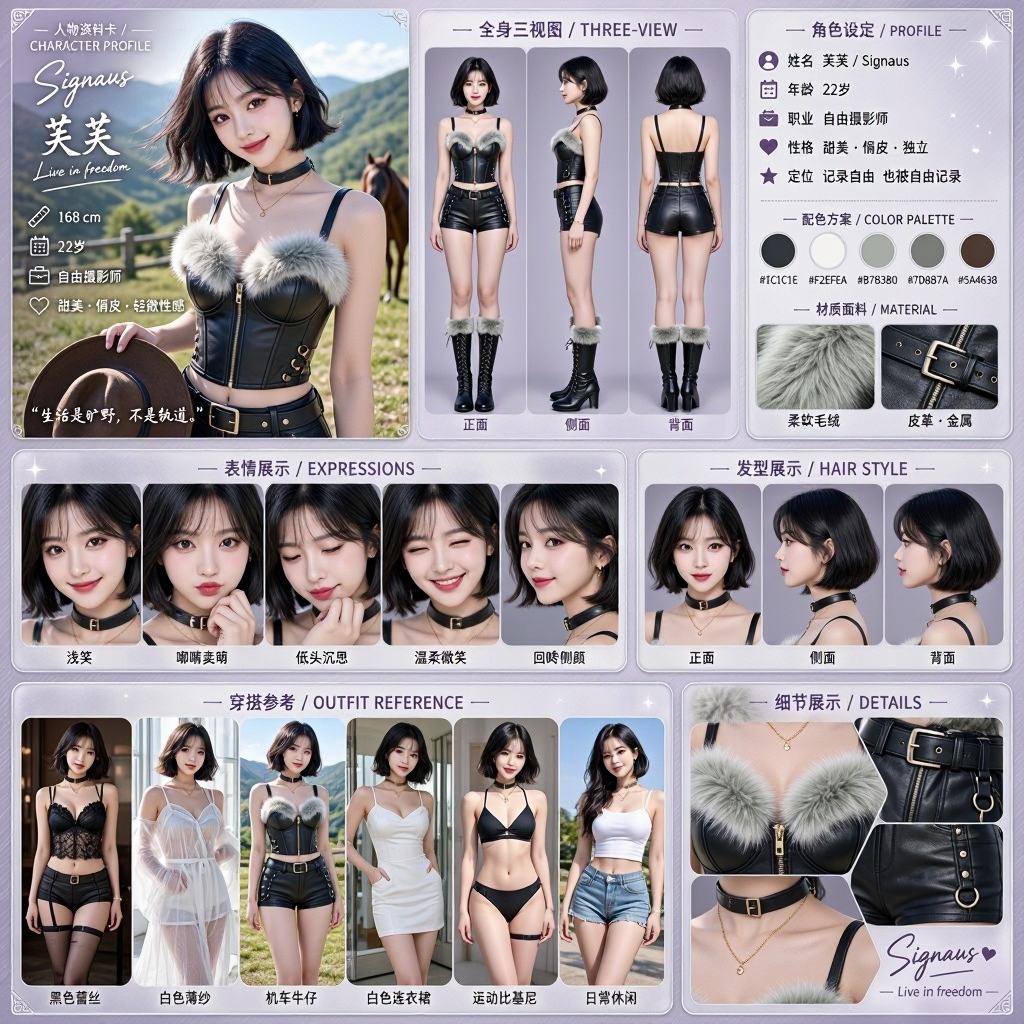 人物资料卡 /
CHARACTER PROFILE
Signaus
芙芙
Live in freedom
168 cm
22岁
自由摄影师
甜美·俏皮·轻微性感
“生活是旷野,不是轨道。”
全身三视图 / THREE-VIEW
正面
侧面
背面
角色设定 / PROFILE
姓名 芙芙 / Signaus
年龄 22岁
职业 自由摄影师
性格 甜美·俏皮·独立
定位 记录自由 也被自由记录
配色方案 / COLOR PALETTE
#1C1C1E #F2EFEA #B7B3B0 #7D887A #5A4638
材质面料 / MATERIAL
柔软毛绒
皮革·金属
表情展示 / EXPRESSIONS
浅笑
低头沉思
温柔微笑
回眸侧颜
发型展示 / HAIR STYLE
正面
侧面
背面
穿搭参考 / OUTFIT REFERENCE
黑色蕾丝
白色薄纱
机车牛仔
白色连衣裙
运动比基尼
日常休闲
细节展示 / DETAILS
Signaus
Live in freedom